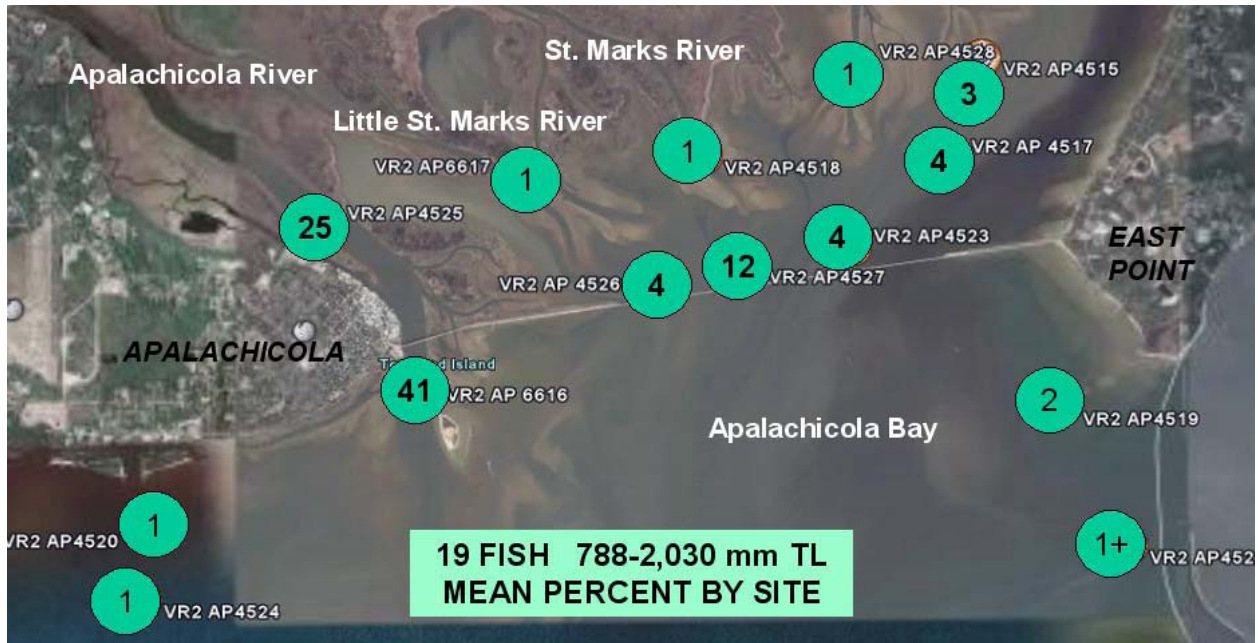 St. Marks River
1 VR2 AP4528
Apalachicola River
3 VR2 AP4515
Little St. Marks River
VR2 AP6617 1
1 VR2 AP4518
4 VR2 AP 4517
25 VR2 AP4525
4 VR2 AP4523
EAST
POINT
VR2 AP 4526 4
12 VR2 AP4527
APALACHICOLA
Island
41 VR2 AP 6616
Apalachicola Bay
2 VR2 AP4519
1
VR2 AP4520
1+ VR2 AP452
19 FISH 788-2,030 mm TL
MEAN PERCENT BY SITE
1 VR2 AP4524